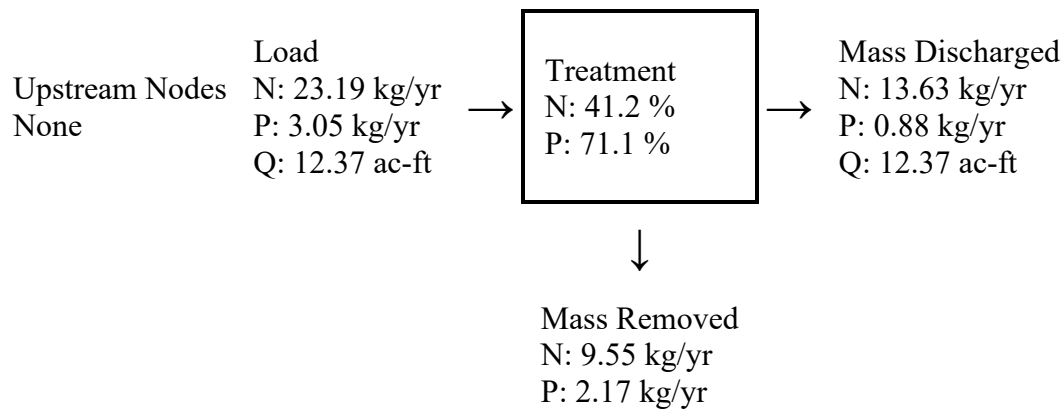 Upstream Nodes
None
Load
N: 23.19 kg/yr
P: 3.05 kg/yr
Q: 12.37 ac-ft
→
Treatment
N: 41.2 %
P: 71.1 %
→
Mass Discharged
N: 13.63 kg/yr
P: 0.88 kg/yr
Q: 12.37 ac-ft
↓
Mass Removed
N: 9.55 kg/yr
P: 2.17 kg/yr